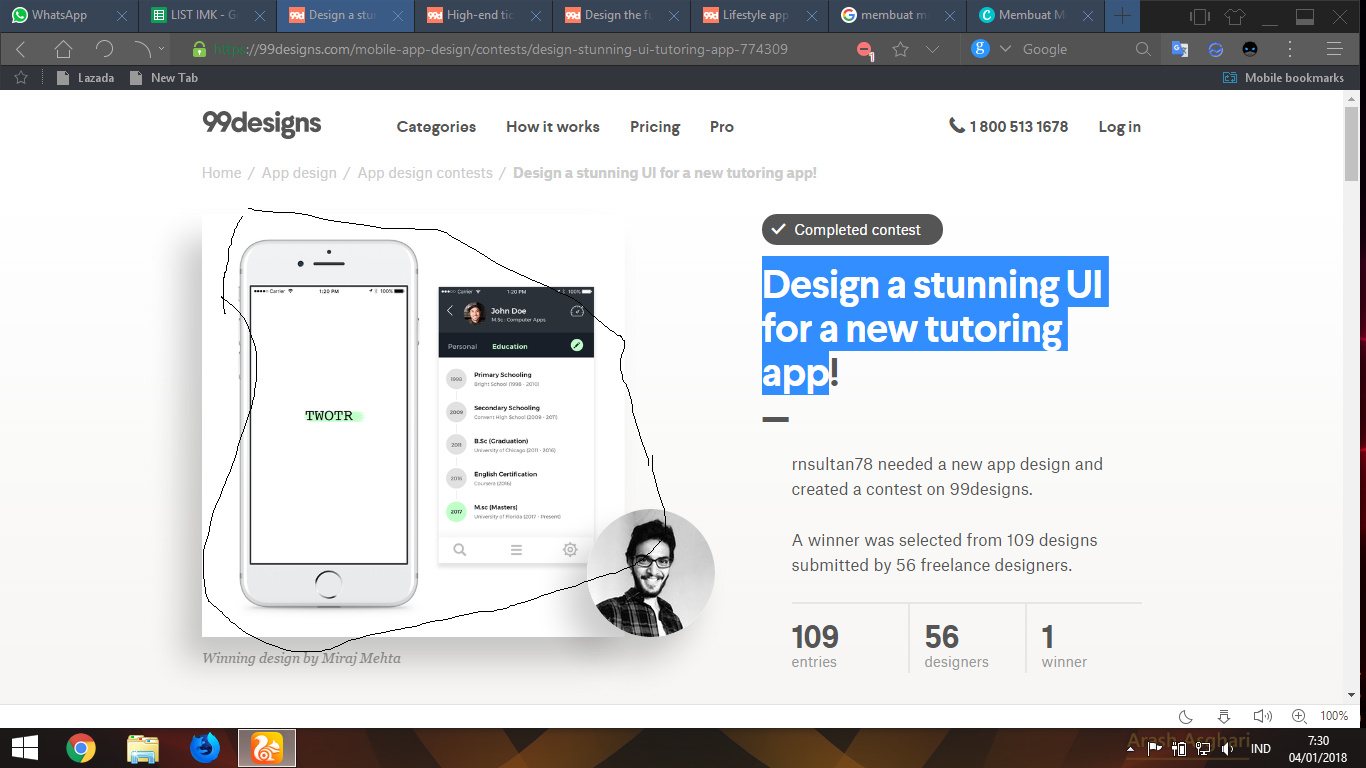 WhatsApp
LIST IMK - G
Design a stu
High-end tic
Design the f
Lifestyle app
membuat m
Membuat M
https://99designs.com/mobile-app-design/contests/design-stunning-ui-tutoring-app-774309
1
g
Google
Lazada
New Tab
Mobile bookmarks
99designs
Categories
How it works
Pricing
Pro
1 800 513 1678
Log in
Home / App design / App design contests / Design a stunning UI for a new tutoring app!
Carrier 1:20 PM 100%
TWOTR
Carrier 1:20 PM 100%
John Doe
M.Sc : Computer Apps
Personal
Education
1998
Primary Schooling
Bright School (1998 - 2010)
2009
Secondary Schooling
Convent High School (2009 - 2011)
2011
B.Sc (Graduation)
University of Chicago (2011 - 2016)
2016
English Certification
Coursera (2016)
2017
M.sc (Masters)
University of Florida (2017 - Present)
Winning design by Miraj Mehta
Completed contest
Design a stunning UI
for a new tutoring
app!
rnsultan78 needed a new app design and
created a contest on 99designs.
A winner was selected from 109 designs
submitted by 56 freelance designers.
109
entries
56
designers
1
winner
100%
Arash Asghari
IND
7:30
04/01/2018